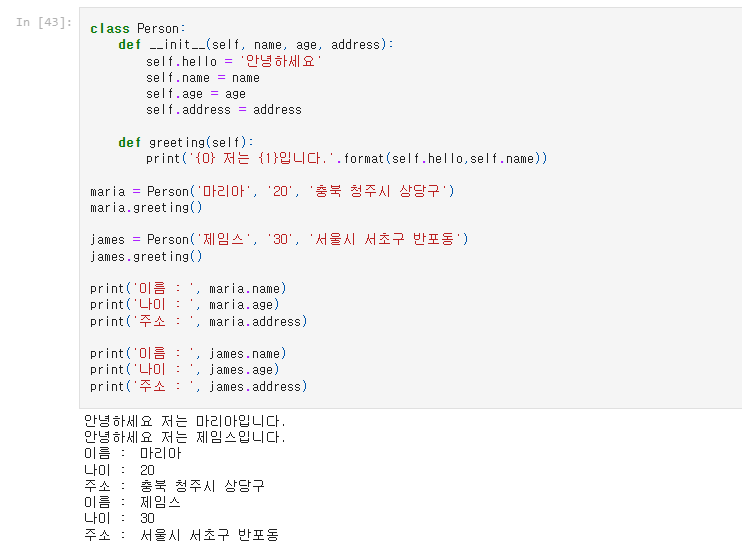 In [43]:
class Person:
    def __init__(self, name, age, address):
        self.hello = '안녕하세요'
        self.name = name
        self.age = age
        self.address = address
    def greeting(self):
        print('{0} 저는 {1}입니다.'.format(self.hello,self.name))
maria = Person('마리아', '20', '충북 청주시 상당구')
maria.greeting()
james = Person('제임스', '30', '서울시 서초구 반포동')
james.greeting()
print('이름 : ', maria.name)
print('나이 : ', maria.age)
print('주소 : ', maria.address)
print('이름 : ', james.name)
print('나이 : ', james.age)
print('주소 : ', james.address)
안녕하세요 저는 마리아입니다.
안녕하세요 저는 제임스입니다.
이름 :  마리아
나이 :  20
주소 :  충북 청주시 상당구
이름 :  제임스
나이 :  30
주소 :  서울시 서초구 반포동